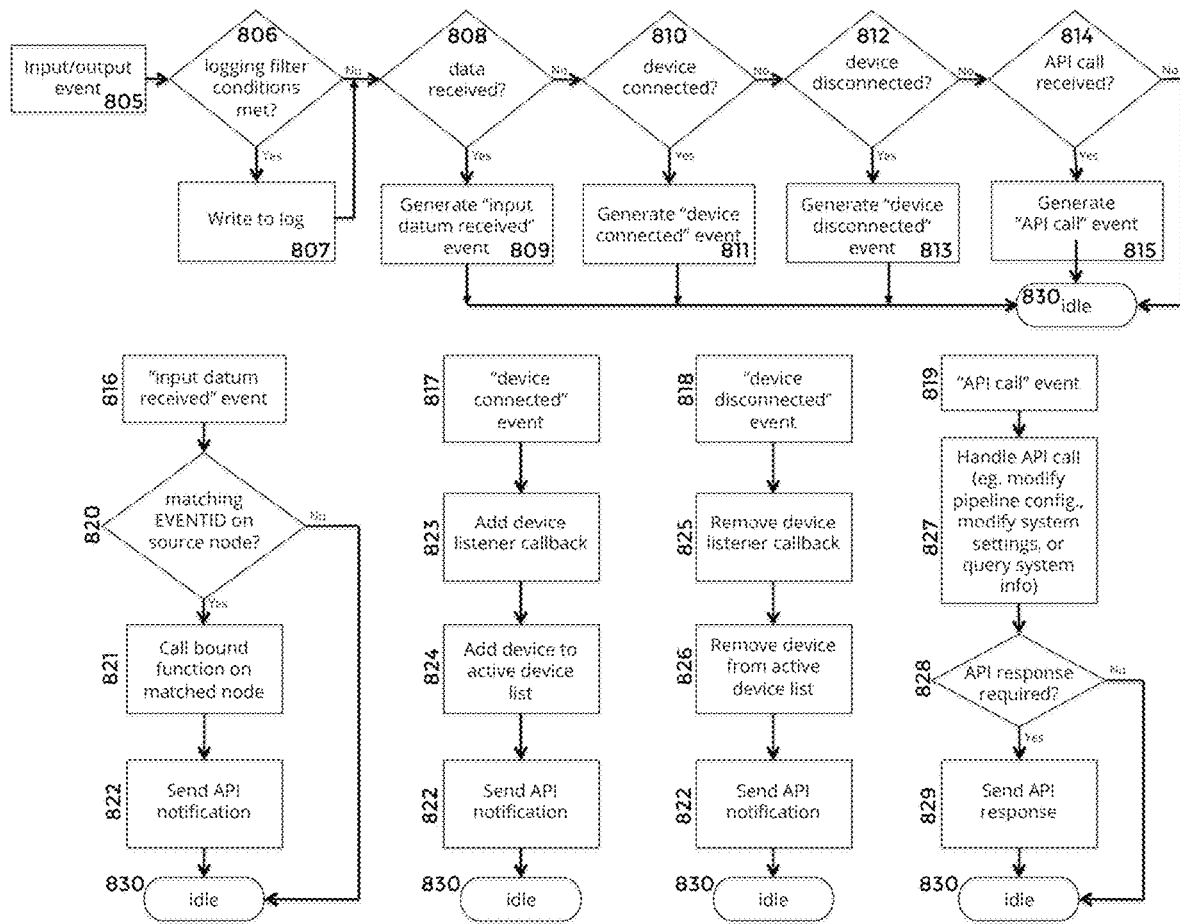 Input/output
event
805
806
logging filter
conditions
met?
No
Yes
Write to log
807
808
data
received?
No
Yes
Generate “input
datum received”
event
809
810
device
connected?
No
Yes
Generate “device
connected” event
811
812
device
disconnected?
No
Yes
Generate “device
disconnected”
event
813
814
API call
received?
No
Yes
Generate
“API call” event
815
830
idle
816
“input datum
received” event
820
matching
EVENTID on
source node?
No
Yes
821
Call bound
function on
matched node
822
Send API
notification
830
idle
817
“device
connected”
event
823
Add device
listener callback
824
Add device to
active device
list
822
Send API
notification
830
idle
818
“device
disconnected”
event
825
Remove device
listener callback
826
Remove device
from active
device list
822
Send API
notification
830
idle
819
“API call” event
827
Handle API call
(eg. modify
pipeline config.,
modify system
settings, or
query system
info)
828
API response
required?
No
Yes
829
Send API
response
830
idle